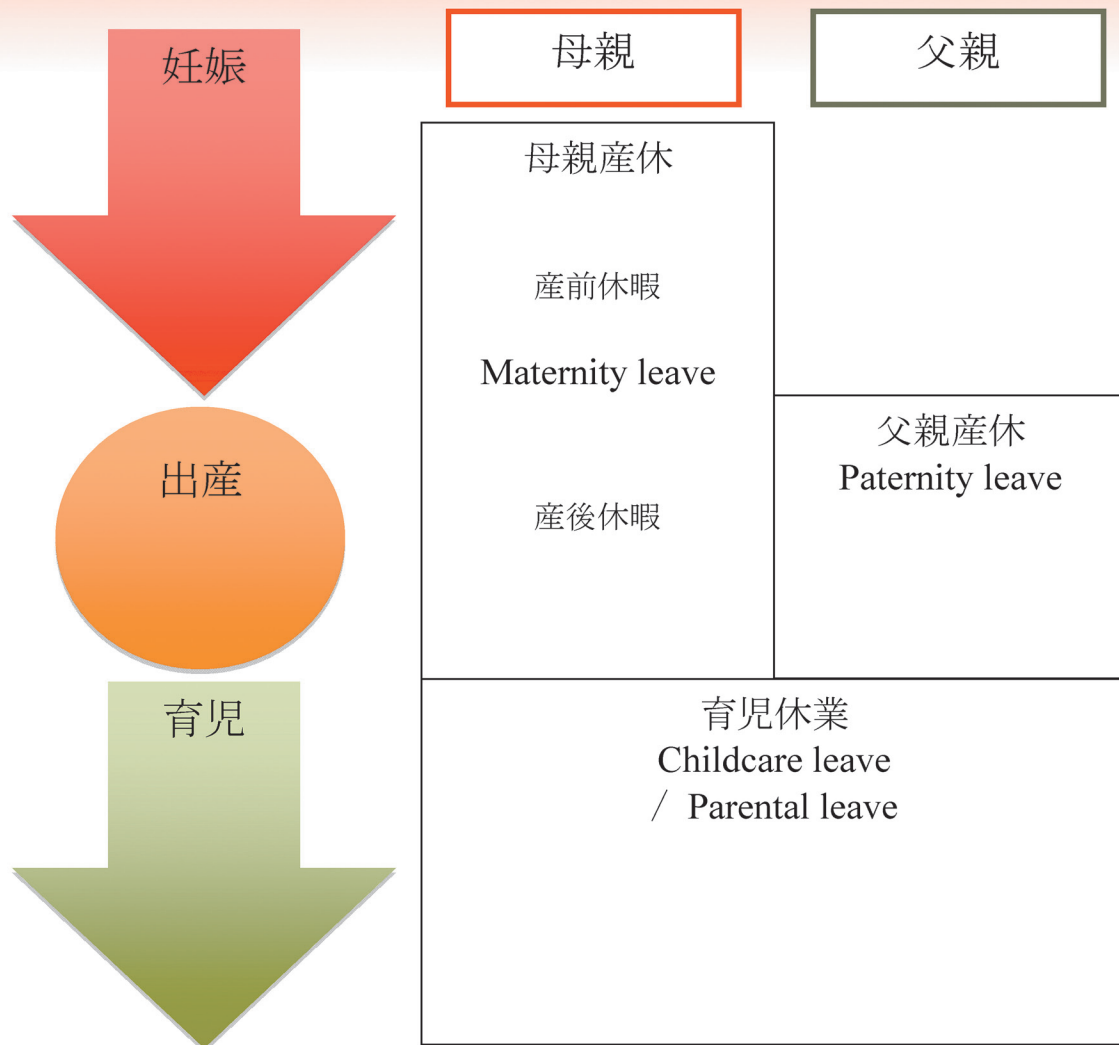 妊娠
母親
父親
母親産休
産前休暇
Maternity leave
父親産休
Paternity leave
出産
産後休暇
育児
育児休業
Childcare leave
/ Parental leave